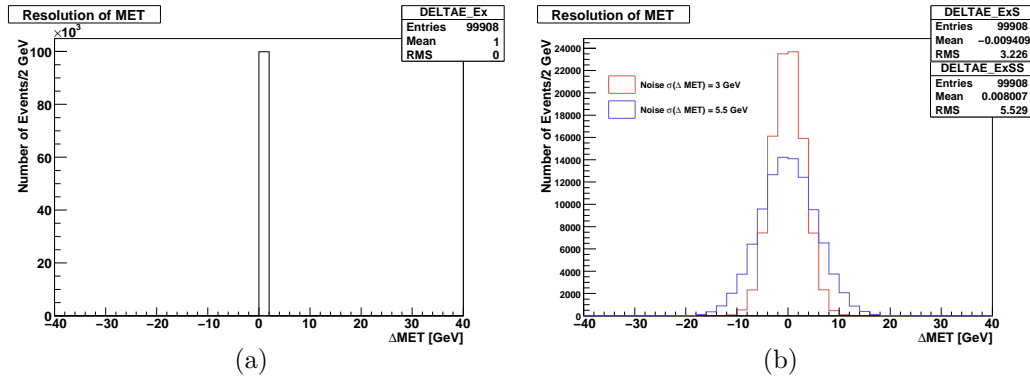 Resolution of MET
×10³
DELTAE_Ex
Entries 99908
Mean 1
RMS 0
Number of Events/2 GeV
100
80
60
40
20
0
−40 −30 −20 −10 0 10 20 30 40
ΔMET [GeV]
(a)
Resolution of MET
DELTAE_ExS
Entries 99908
Mean −0.009409
RMS 3.226
DELTAE_ExSS
Entries 99908
Mean 0.008007
RMS 5.529
Number of Events/2 GeV
24000
22000
20000
18000
16000
14000
12000
10000
8000
6000
4000
2000
0
Noise σ(Δ MET) = 3 GeV
Noise σ(Δ MET) = 5.5 GeV
−40 −30 −20 −10 0 10 20 30 40
ΔMET [GeV]
(b)